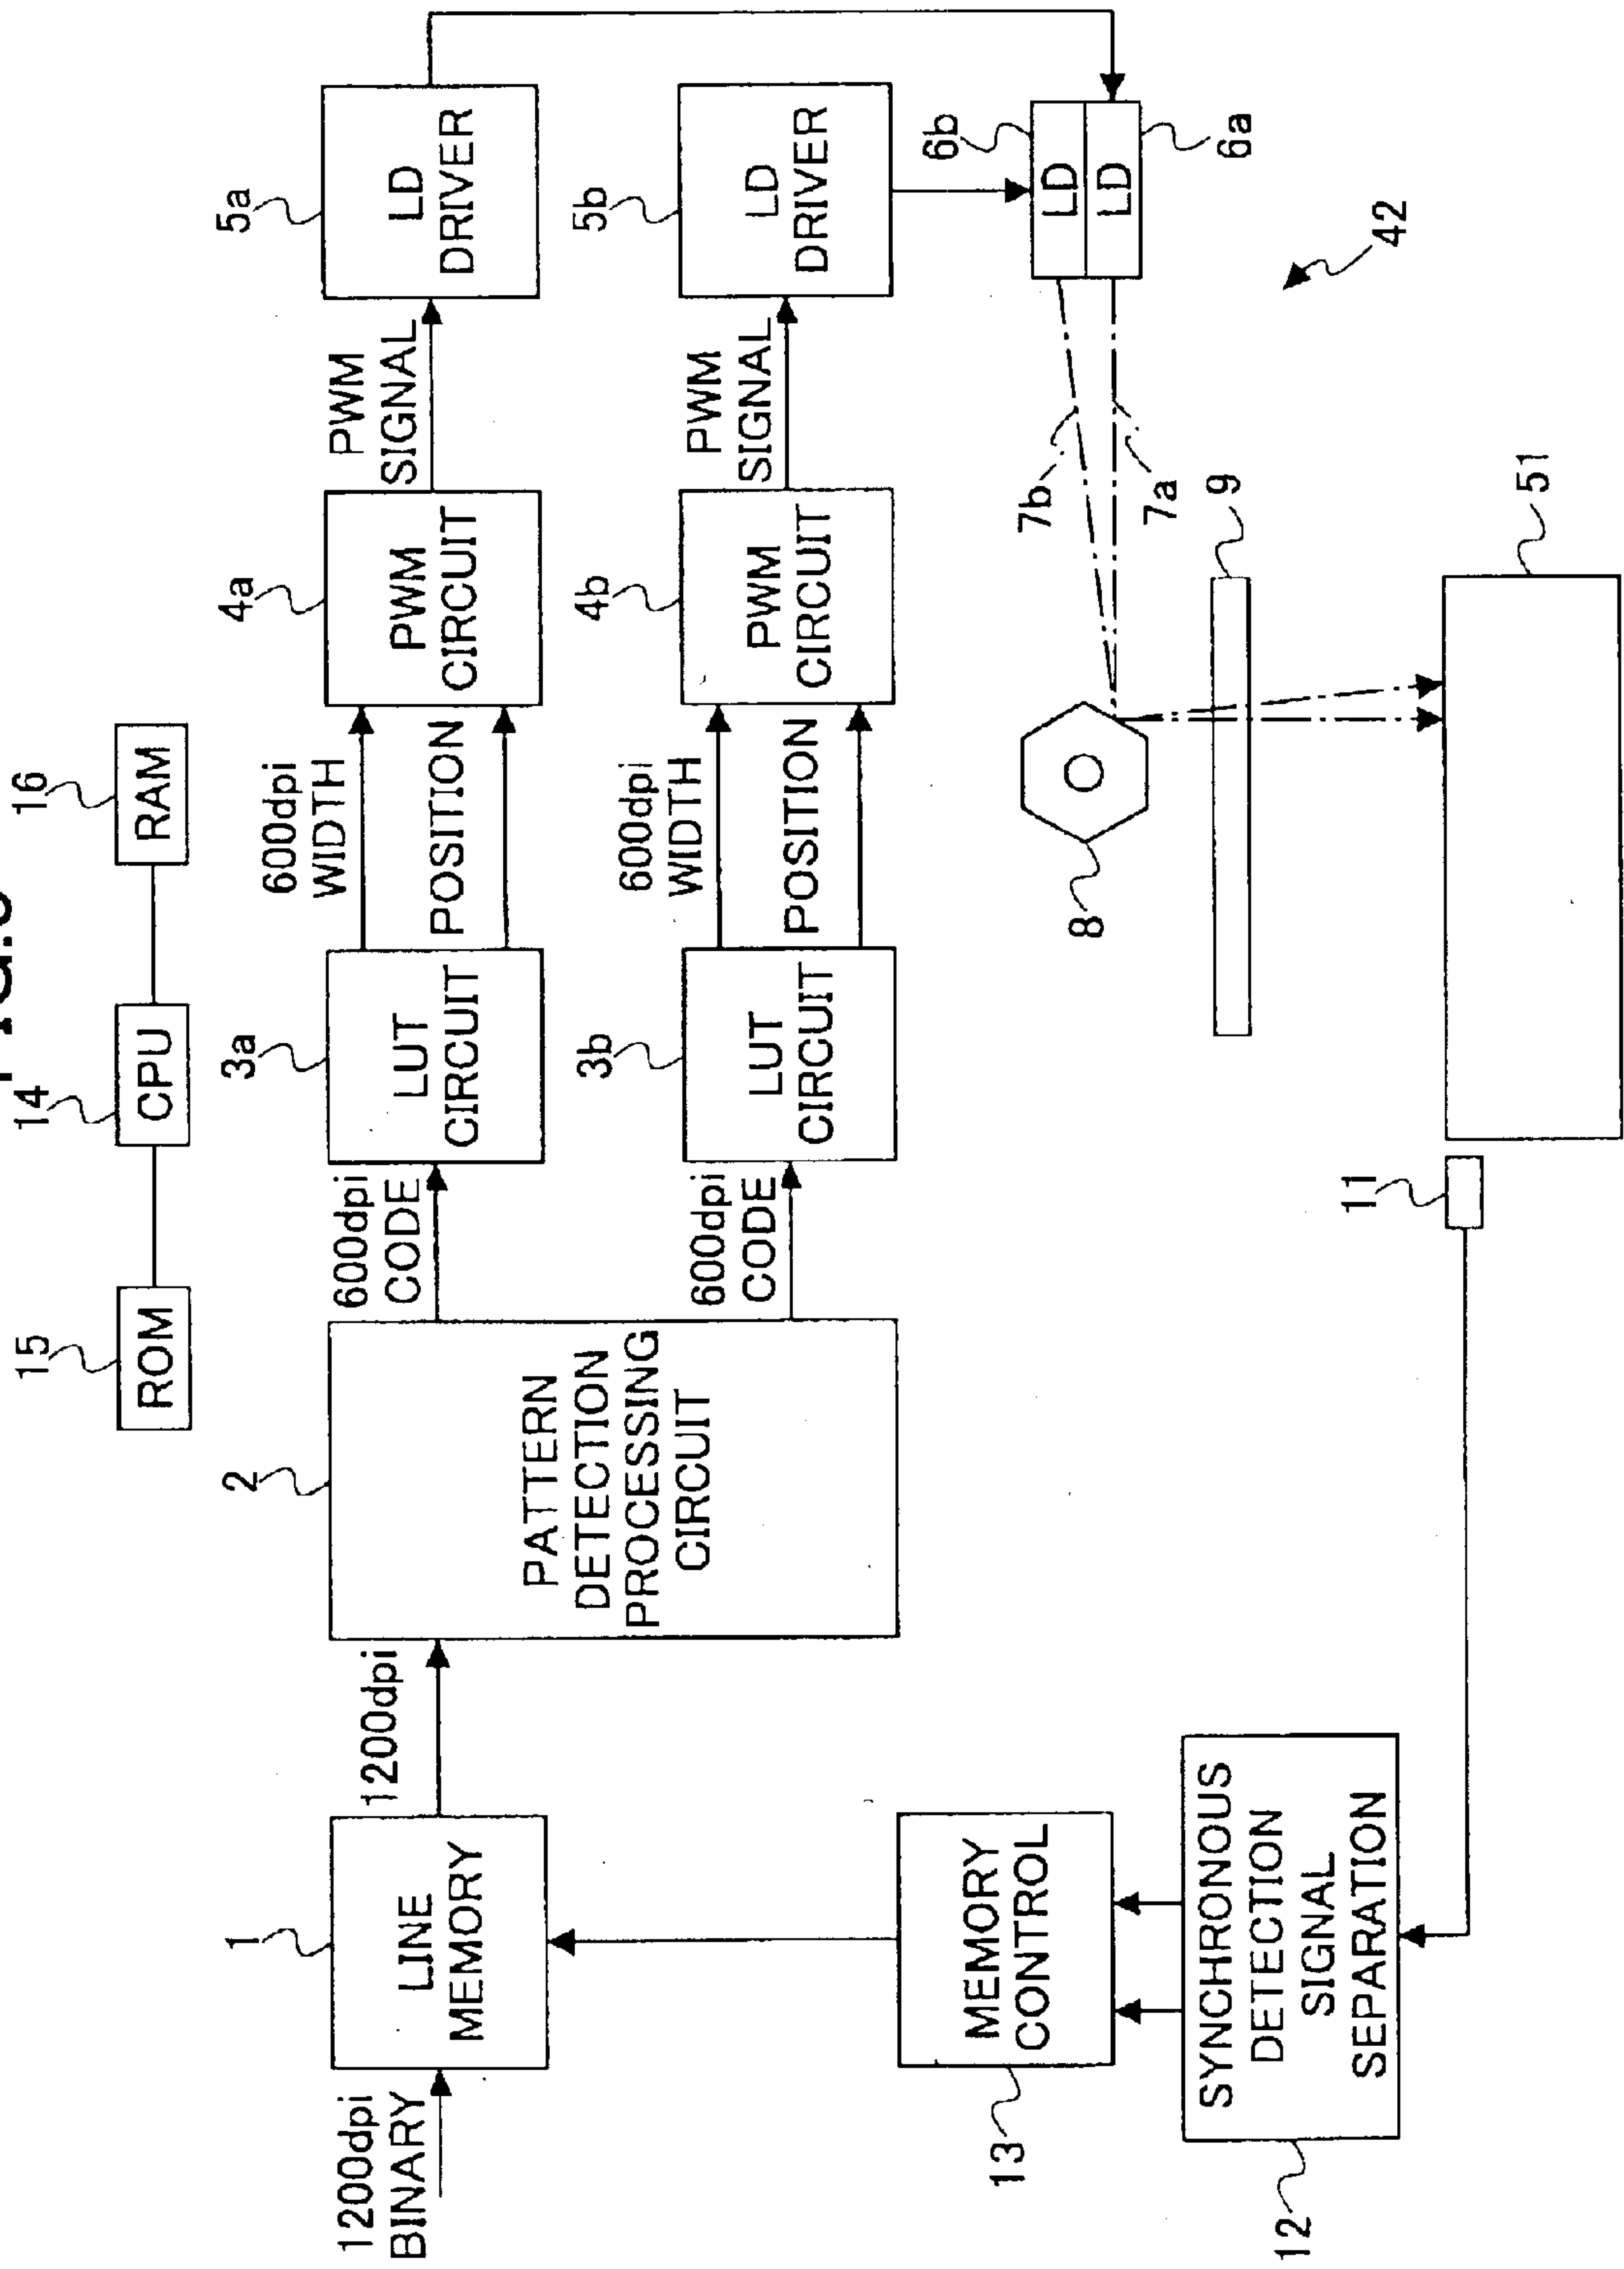 15
14
16
ROM
CPU
RAM
1
2
3a
4a
5a
1200dpi
BINARY
LINE
MEMORY
1200dpi
PATTERN
DETECTION
PROCESSING
CIRCUIT
600dpi
CODE
LUT
CIRCUIT
600dpi
WIDTH
POSITION
PWM
CIRCUIT
PWM
SIGNAL
LD
DRIVER
3b
4b
5b
600dpi
CODE
LUT
CIRCUIT
600dpi
WIDTH
POSITION
PWM
CIRCUIT
PWM
SIGNAL
LD
DRIVER
13
MEMORY
CONTROL
8
7b
7a
6b
LD
LD
6a
9
42
12
SYNCHRONOUS
DETECTION
SIGNAL
SEPARATION
11
51